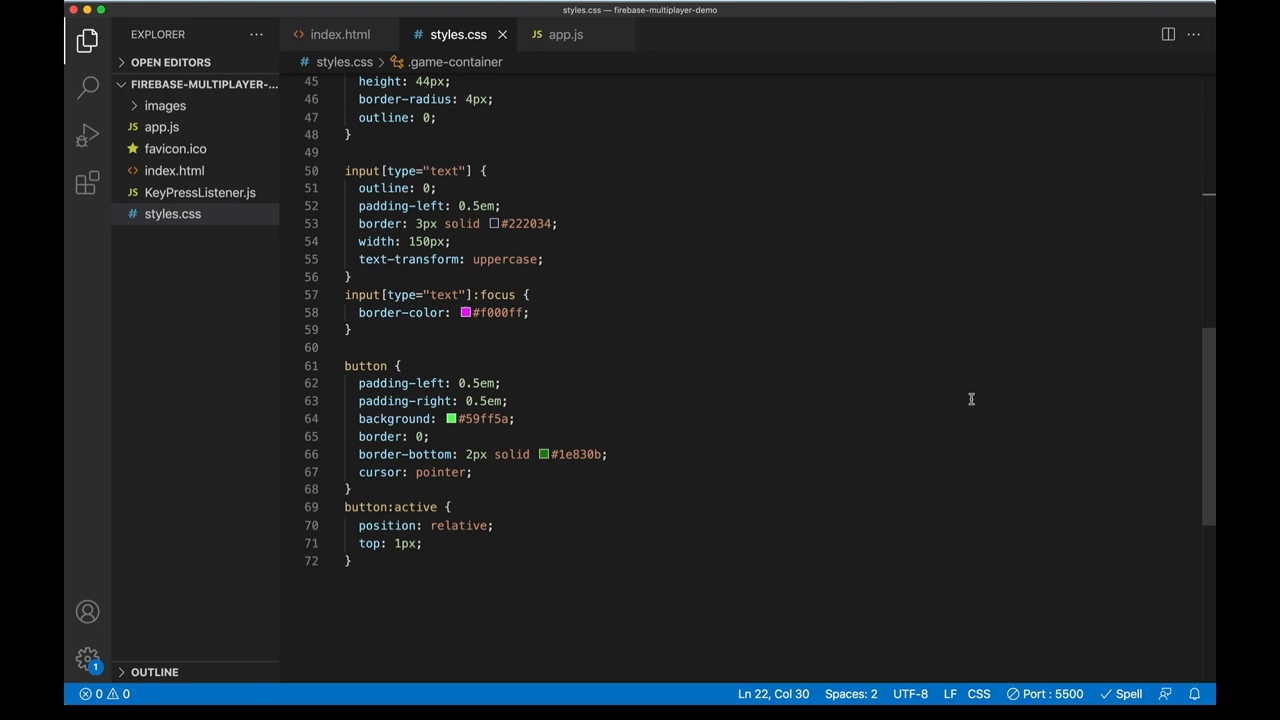 styles.css — firebase-multiplayer-demo
EXPLORER
index.html
styles.css
JS app.js
OPEN EDITORS
# styles.css > .game-container
FIREBASE-MULTIPLAYER-...
images
JS app.js
favicon.ico
index.html
JS KeyPressListener.js
# styles.css
45 height: 44px;
46 border-radius: 4px;
47 outline: 0;
48 }
49
50 input[type="text"] {
51 outline: 0;
52 padding-left: 0.5em;
53 border: 3px solid #222034;
54 width: 150px;
55 text-transform: uppercase;
56 }
57 input[type="text"]:focus {
58 border-color: #f000ff;
59 }
60
61 button {
62 padding-left: 0.5em;
63 padding-right: 0.5em;
64 background: #59ff5a;
65 border: 0;
66 border-bottom: 2px solid #1e830b;
67 cursor: pointer;
68 }
69 button:active {
70 position: relative;
71 top: 1px;
72 }
OUTLINE
1
0 0
Ln 22, Col 30
Spaces: 2
UTF-8
LF
CSS
Port : 5500
Spell